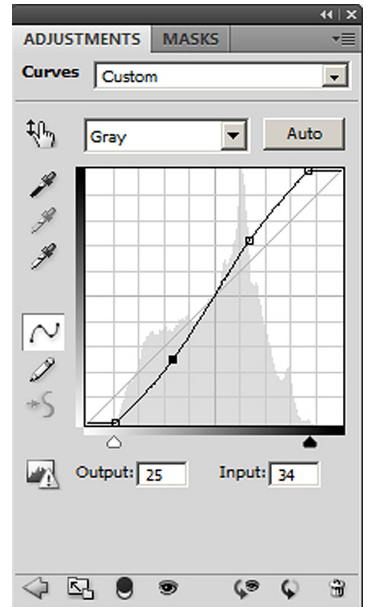 ADJUSTMENTS MASKS
Curves Custom
Gray Auto
Output: 25 Input: 34